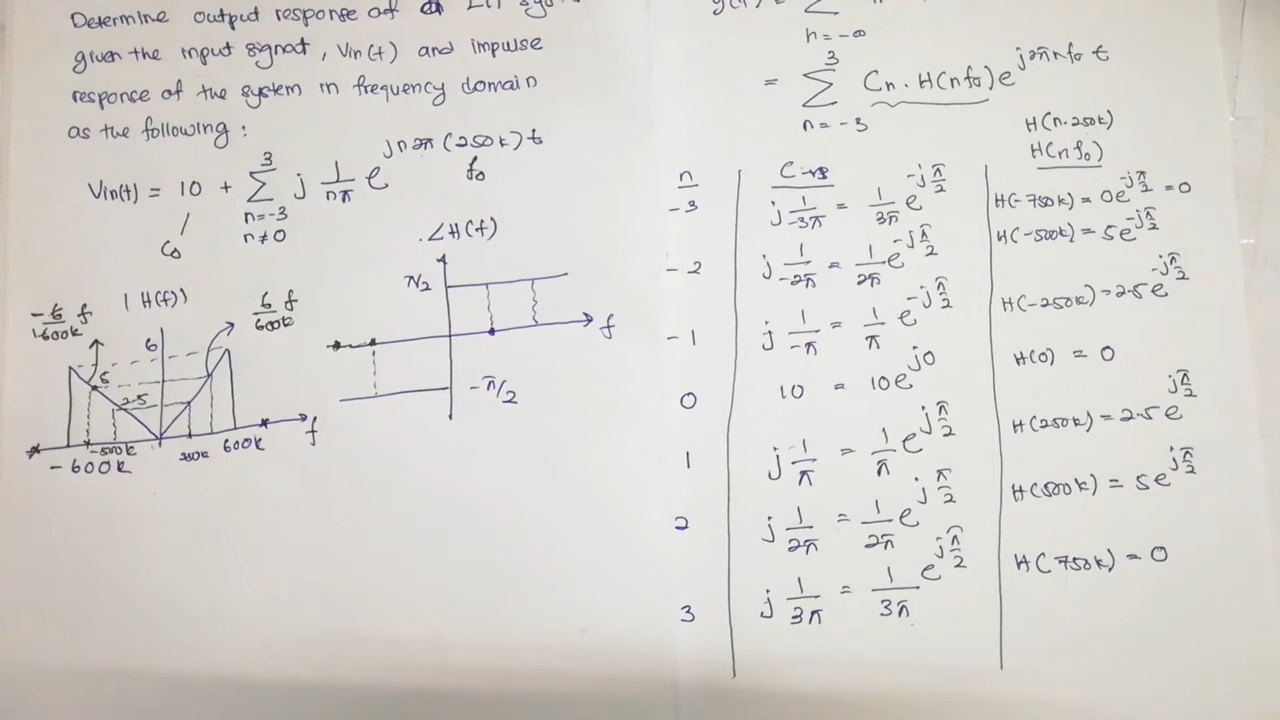 Determine output response of LTI
given the input signal, Vin(t) and impulse
response of the system in frequency domain
as the following:
Vin(t) = 10 + 3∑n=-3 n≠0 j 1/nπ e^jn2π(250k)t
f₀
C₀
|H(f)|
-6/600k f
6/600k f
6
5
2.5
-500k
-600k
250k
600k
f
∠H(f)
π/2
-π/2
f
n=-∞
= 3∑n=-3 Cn · H(nf₀) e^j2πnf₀t
H(n·250k)
n H(nf₀)
-3 j 1/-3π = 1/3π e^-jπ/2 H(-750k) = 0e^-jπ/2 = 0
-2 j 1/-2π = 1/2π e^-jπ/2 H(-500k) = 5e^-jπ/2
-1 j 1/-π = 1/π e^-jπ/2 H(-250k) = 2.5e^-jπ/2
0 10 = 10e^j0 H(0) = 0
1 j 1/π = 1/π e^jπ/2 H(250k) = 2.5e^jπ/2
2 j 1/2π = 1/2π e^jπ/2 H(500k) = 5e^jπ/2
3 j 1/3π = 1/3π e^jπ/2 H(750k) = 0